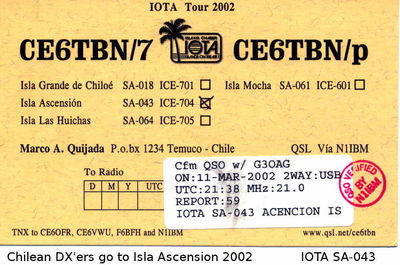 IOTA Tour 2002
CE6TBN/7 IOTA CE6TBN/p
Isla Grande de Chiloé SA-018 ICE-701 Isla Mocha SA-061 ICE-601
Isla Ascensión SA-043 ICE-704
Isla Las Huichas SA-064 ICE-705
Marco A. Quijada P.o.bx 1234 Temuco - Chile QSL Vía N1IBM
To Radio
D M Y UTC
Cfm QSO w/ G3OAG
ON:11-MAR-2002 2WAY:USB
UTC:21:38 MHz:21.0
REPORT:59
IOTA SA-043 ACENCION IS
QSO VERIFIED
BY
N1IBM
TNX to CE6OFR, CE6VWU, F6BFH and N1IBM www.qsl.net/ce6tbn
Chilean DX'ers go to Isla Ascension 2002 IOTA SA-043